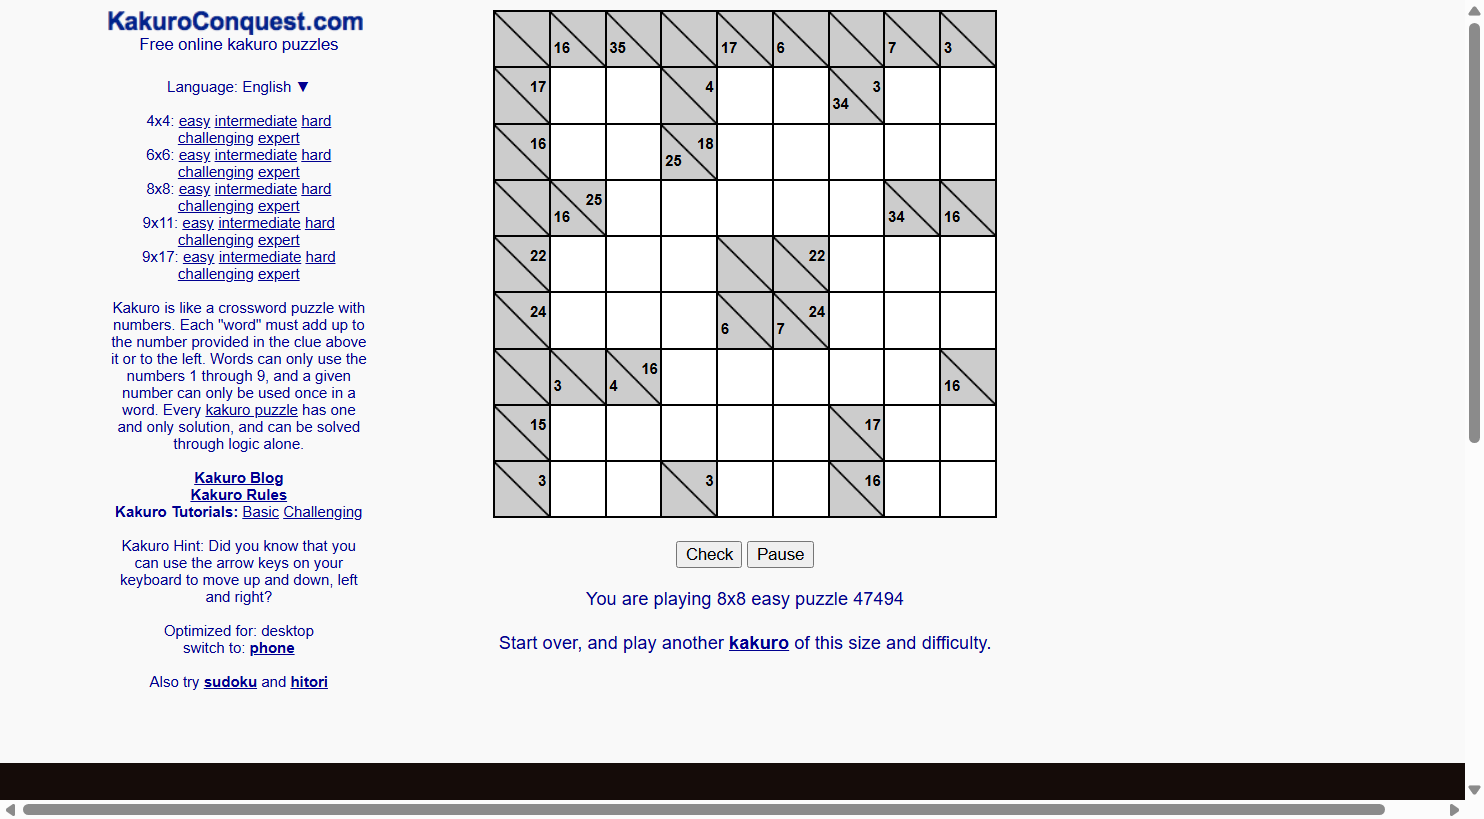 KakuroConquest.com
Free online kakuro puzzles
Language: English ▼
4x4: easy intermediate hard
challenging expert
6x6: easy intermediate hard
challenging expert
8x8: easy intermediate hard
challenging expert
9x11: easy intermediate hard
challenging expert
9x17: easy intermediate hard
challenging expert
Kakuro is like a crossword puzzle with
numbers. Each "word" must add up to
the number provided in the clue above
it or to the left. Words can only use the
numbers 1 through 9, and a given
number can only be used once in a
word. Every kakuro puzzle has one
and only solution, and can be solved
through logic alone.
Kakuro Blog
Kakuro Rules
Kakuro Tutorials: Basic Challenging
Kakuro Hint: Did you know that you
can use the arrow keys on your
keyboard to move up and down, left
and right?
Optimized for: desktop
switch to: phone
Also try sudoku and hitori
16 35 17 6 7 3
17 4 34 3
16 25 18
16 25 34 16
22 22
24 6 7 24
3 4 16 16
15 17
3 3 16
Check Pause
You are playing 8x8 easy puzzle 47494
Start over, and play another kakuro of this size and difficulty.